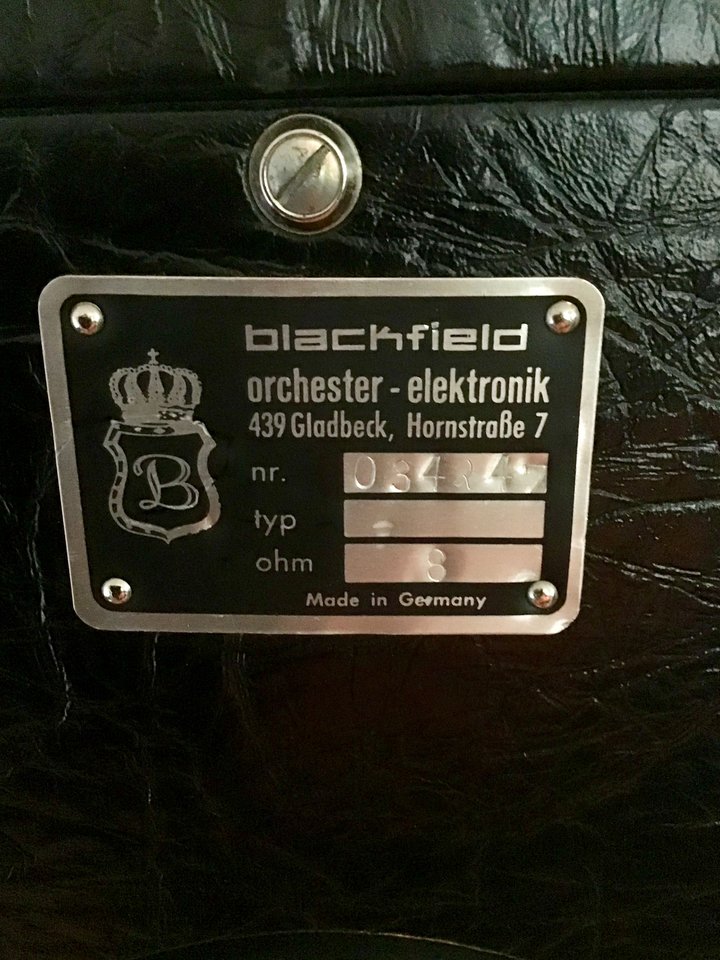 blackfield
orchester - elektronik
439 Gladbeck, Hornstraße 7
B
nr.
typ
ohm 8
Made in Germany